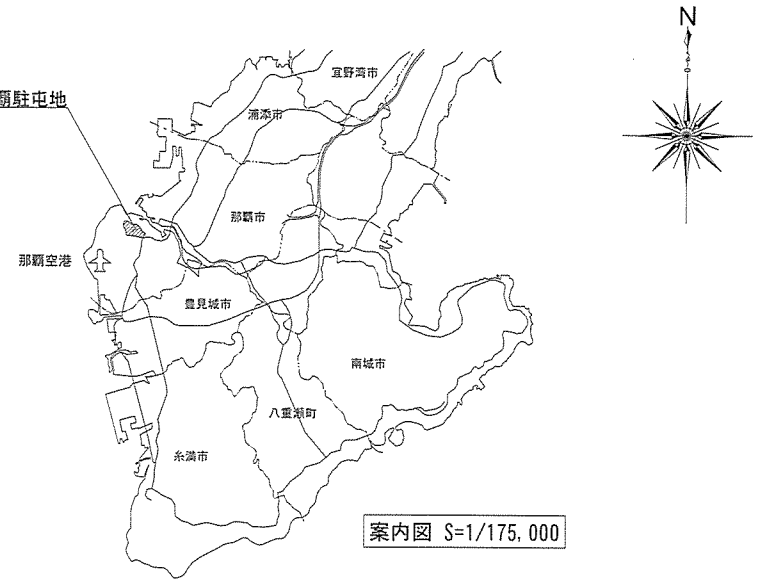 N
宜野湾市
覇駐屯地
浦添市
那覇市
那覇空港
豊見城市
南城市
八重瀬町
糸満市
案内図 S=1/175,000